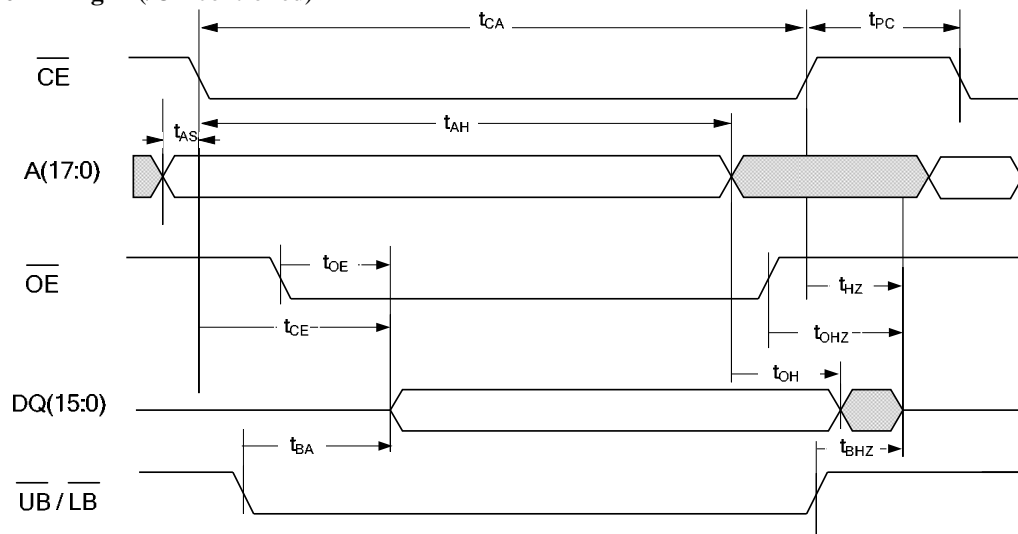 tCA
tPC
CE
tAS
tAH
A(17:0)
tOE
OE
tHZ
tCE
tOHZ
tOH
DQ(15:0)
tBA
tBHZ
UB / LB